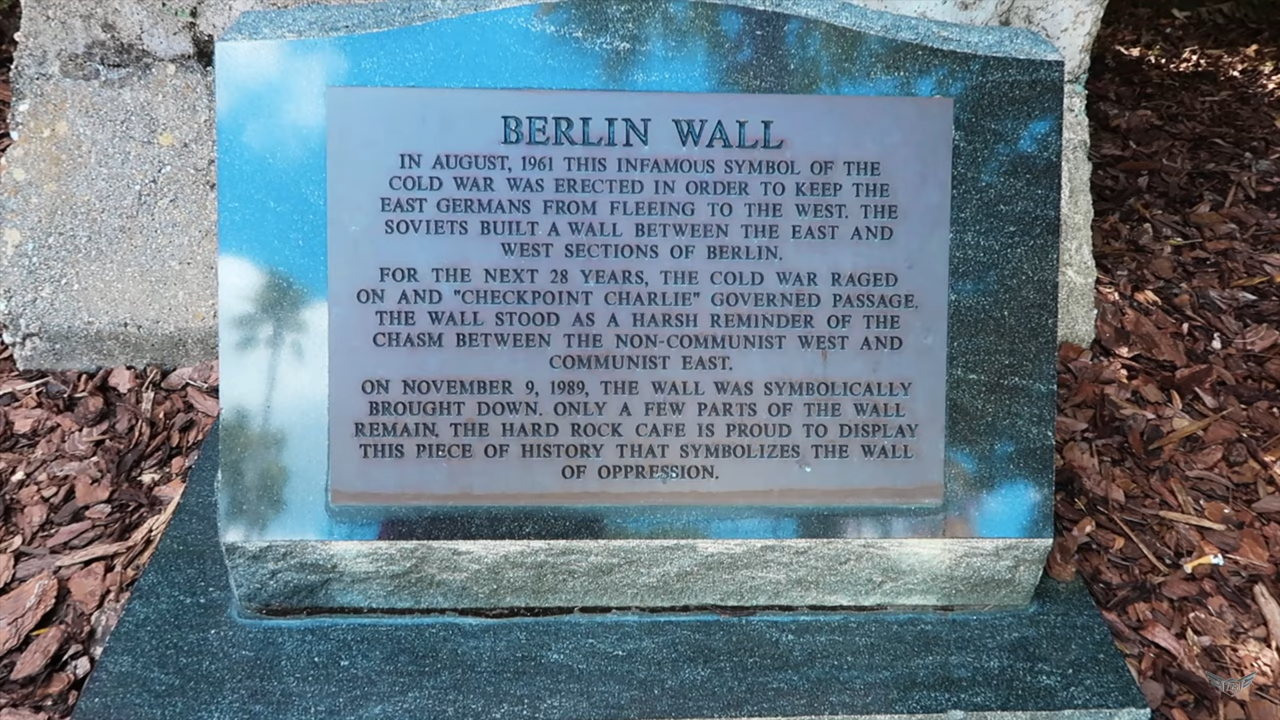 BERLIN WALL
IN AUGUST, 1961 THIS INFAMOUS SYMBOL OF THE
COLD WAR WAS ERECTED IN ORDER TO KEEP THE
EAST GERMANS FROM FLEEING TO THE WEST. THE
SOVIETS BUILT A WALL BETWEEN THE EAST AND
WEST SECTIONS OF BERLIN.
FOR THE NEXT 28 YEARS, THE COLD WAR RAGED
ON AND "CHECKPOINT CHARLIE" GOVERNED PASSAGE.
THE WALL STOOD AS A HARSH REMINDER OF THE
CHASM BETWEEN THE NON-COMMUNIST WEST AND
COMMUNIST EAST.
ON NOVEMBER 9, 1989, THE WALL WAS SYMBOLICALLY
BROUGHT DOWN. ONLY A FEW PARTS OF THE WALL
REMAIN. THE HARD ROCK CAFE IS PROUD TO DISPLAY
THIS PIECE OF HISTORY THAT SYMBOLIZES THE WALL
OF OPPRESSION.